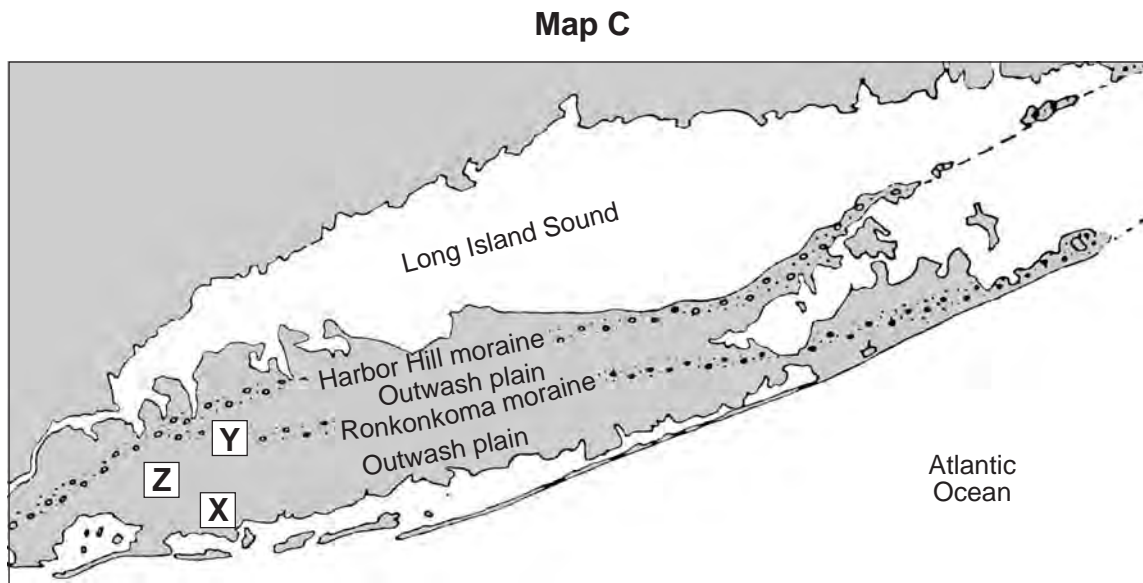 Map C
Long Island Sound
Harbor Hill moraine
Outwash plain
Ronkonkoma moraine
Outwash plain
Y
Z
X
Atlantic
Ocean